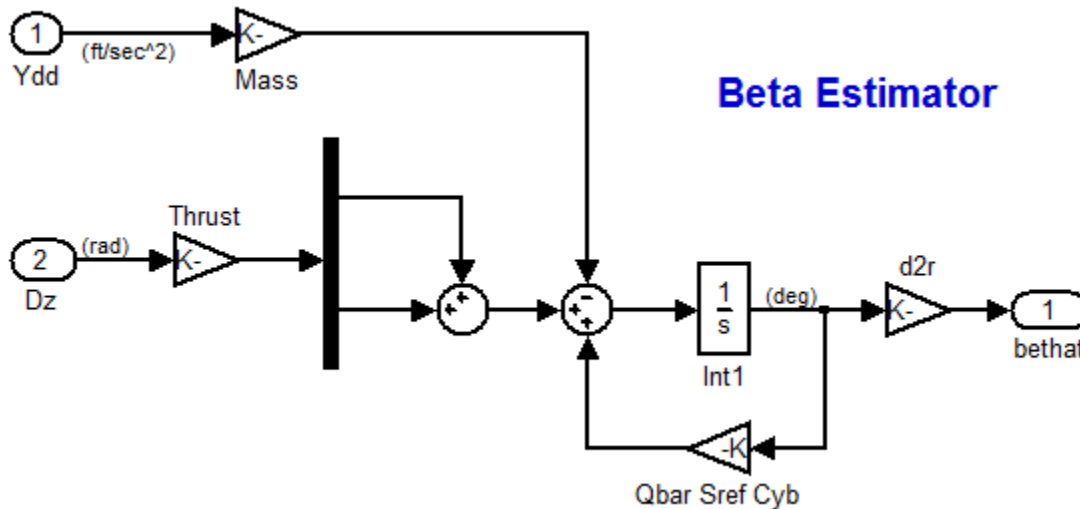 1
(ft/sec^2)
K-
Ydd
Mass
Beta Estimator
Thrust
2
(rad)
K-
Dz
1
s
(deg)
Int1
d2r
K-
1
bethaf
-K
Qbar Sref Cyb